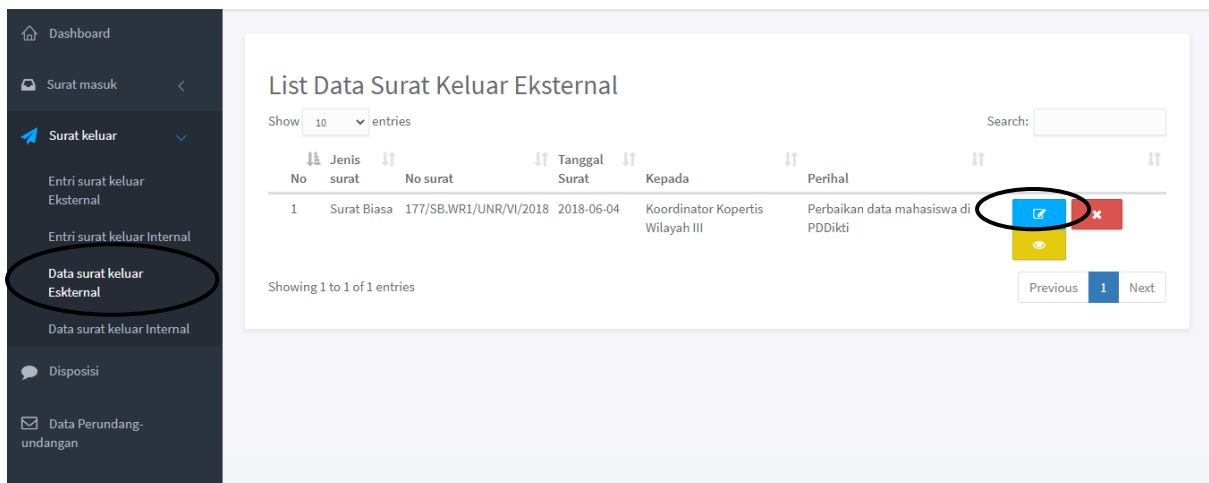 Dashboard
Surat masuk
Surat keluar
Entri surat keluar
Eksternal
Entri surat keluar Internal
Data surat keluar
Eskternal
Data surat keluar Internal
Disposisi
Data Perundang-
undangan
List Data Surat Keluar Eksternal
Show 10 entries
Search:
No Jenis surat No surat Tanggal Surat Kepada Perihal
1 Surat Biasa 177/SB.WR1/UNR/VI/2018 2018-06-04 Koordinator Kopertis Perbaikan data mahasiswa di
Wilayah III PDDikti
Showing 1 to 1 of 1 entries
Previous 1 Next